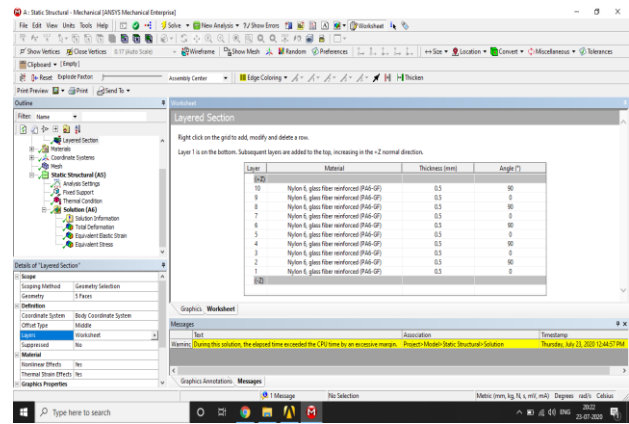 A : Static Structural - Mechanical [ANSYS Mechanical Enterprise]
File Edit View Units Tools Help Solve New Analysis ?/ Show Errors Worksheet
Show Vertices Close Vertices 0.17 (Auto Scale) Wireframe Show Mesh Random Preferences Size Location Convert Miscellaneous Tolerances
Clipboard [Empty]
Reset Explode Factor: Assembly Center Edge Coloring Thicken
Print Preview Print Send To
Outline
Filter: Name
Layered Section
Materials
Coordinate Systems
Mesh
Static Structural (A5)
Analysis Settings
Fixed Support
Thermal Condition
Solution (A6)
Solution Information
Total Deformation
Equivalent Elastic Strain
Equivalent Stress
Details of "Layered Section"
Scope
Scoping Method Geometry Selection
Geometry 5 Faces
Definition
Coordinate System Body Coordinate System
Offset Type Middle
Layers Worksheet
Suppressed No
Material
Nonlinear Effects Yes
Thermal Strain Effects Yes
Graphics Properties
Worksheet
Layered Section
Right click on the grid to add, modify and delete a row.
Layer 1 is on the bottom. Subsequent layers are added to the top, increasing in the +Z normal direction.
Layer Material Thickness (mm) Angle (°)
(+Z)
10 Nylon 6, glass fiber reinforced (PA6-GF) 0.5 90
9 Nylon 6, glass fiber reinforced (PA6-GF) 0.5 0
8 Nylon 6, glass fiber reinforced (PA6-GF) 0.5 90
7 Nylon 6, glass fiber reinforced (PA6-GF) 0.5 0
6 Nylon 6, glass fiber reinforced (PA6-GF) 0.5 90
5 Nylon 6, glass fiber reinforced (PA6-GF) 0.5 0
4 Nylon 6, glass fiber reinforced (PA6-GF) 0.5 90
3 Nylon 6, glass fiber reinforced (PA6-GF) 0.5 0
2 Nylon 6, glass fiber reinforced (PA6-GF) 0.5 90
1 Nylon 6, glass fiber reinforced (PA6-GF) 0.5 0
(-Z)
Graphics Worksheet
Messages
Text Association Timestamp
Warning During this solution, the elapsed time exceeded the CPU time by an excessive margin. Project>Model>Static Structural>Solution Thursday, July 23, 2020 12:44:57 PM
Graphics Annotations Messages
1 Message No Selection Metric (mm, kg, N, s, mV, mA) Degrees rad/s Celsius
Type here to search
ENG
20:22
23-07-2020